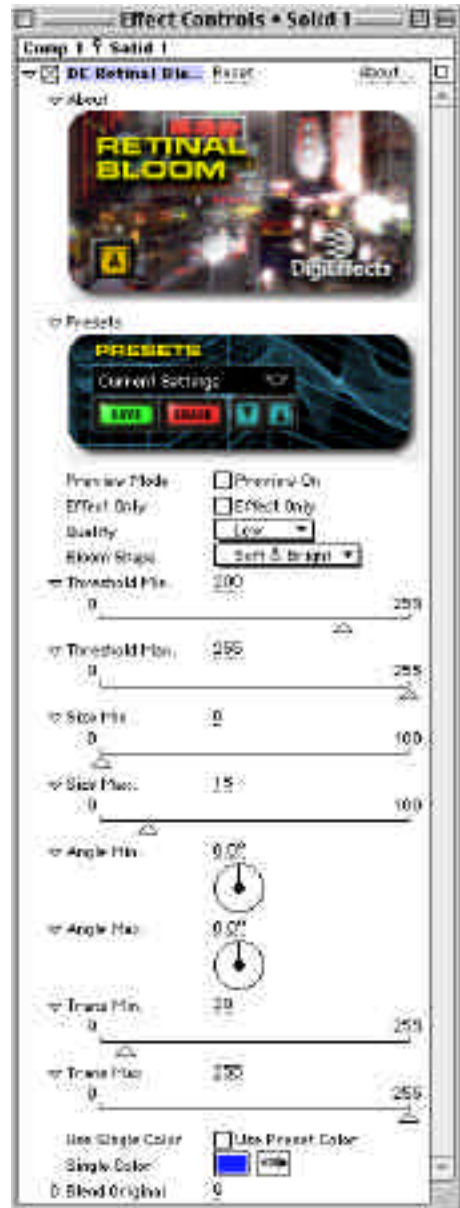 Effect Controls • Solid 1
Comp 1 Solid 1
DE Retinal Blo... Reset About...
About
RETINAL
BLOOM
DigiEffects
Presets
PRESETS
Current Settings
SAVE ERASE
Preview Mode Preview On
Effect Only Effect Only
Quality Low
Bloom Shape Soft & Bright
Threshold Min. 200
0 255
Threshold Max. 255
0 255
Size Min 0
0 100
Size Max. 15
0 100
Angle Min 0.0°
Angle Max 0.0°
Trans Min. 20
0 255
Trans Max 255
0 255
Use Single Color Use Preset Color
Single Color
Blend Original 0